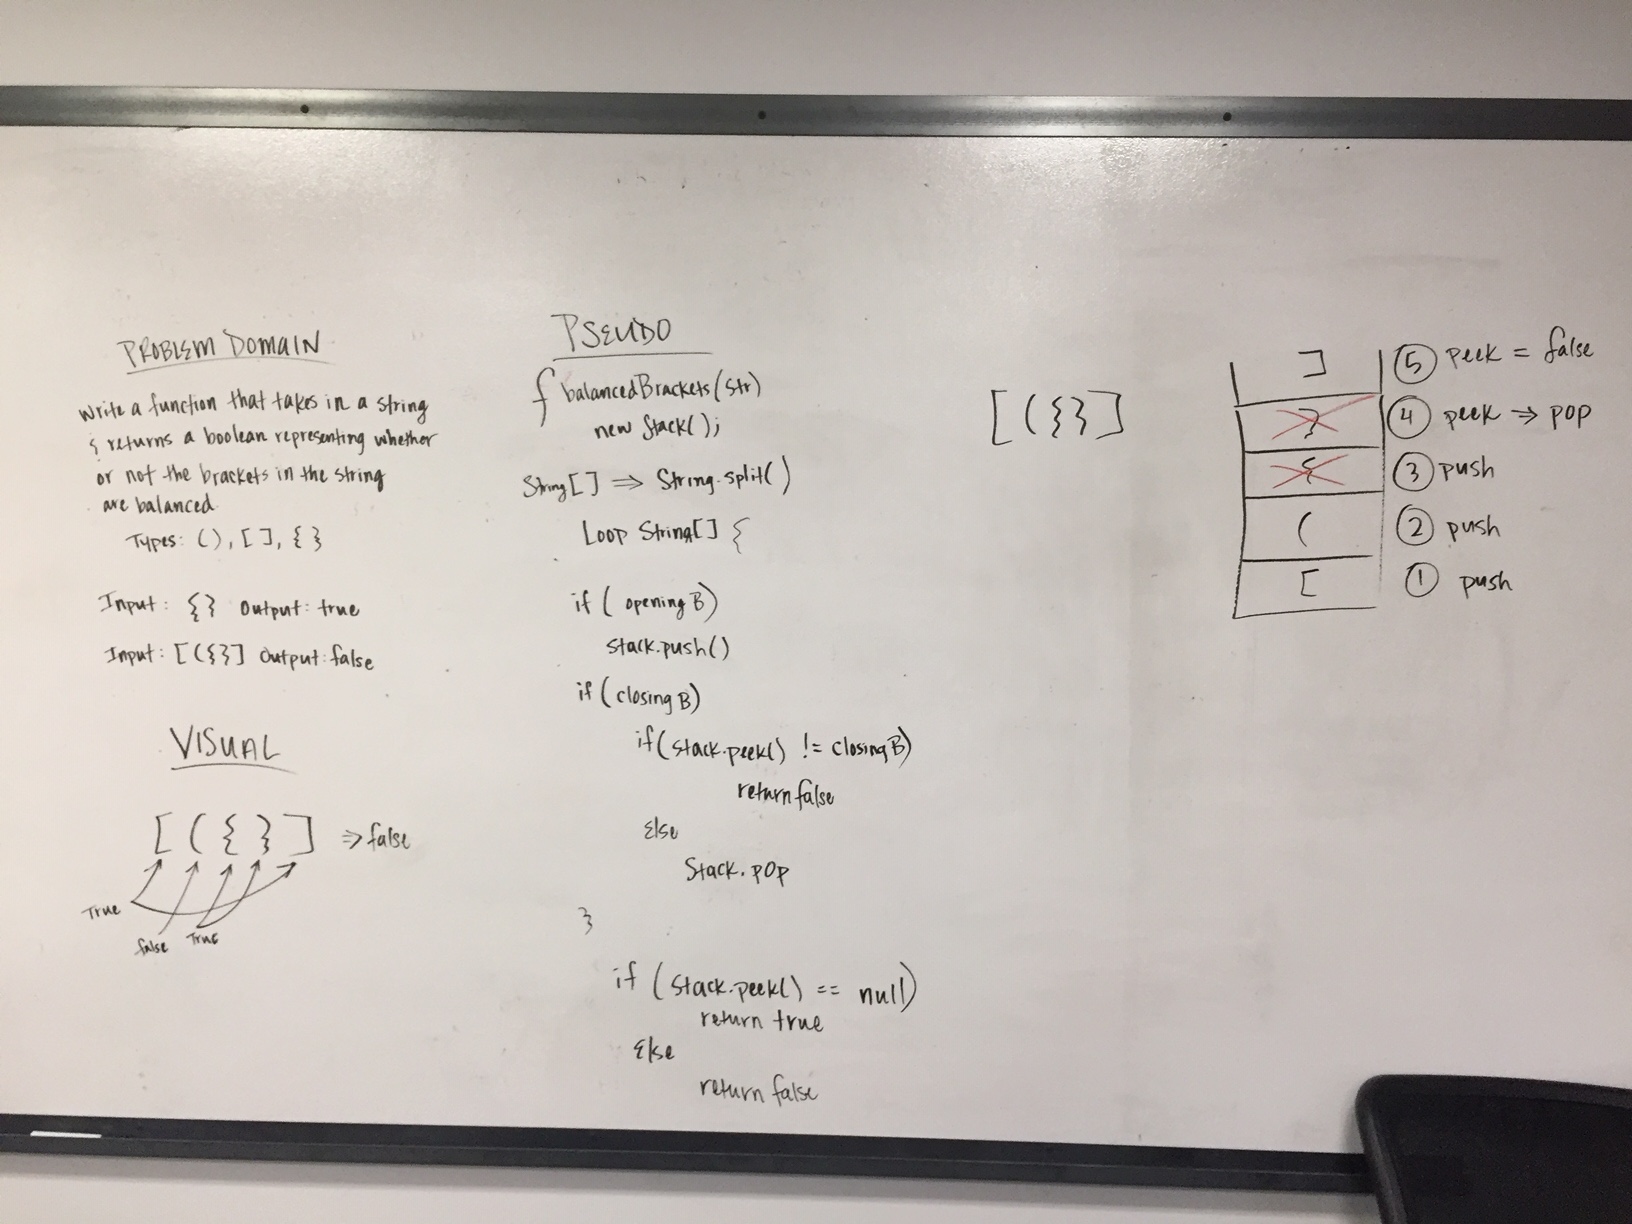 PROBLEM DOMAIN
write a function that takes in a string
& returns a boolean representing whether
or not the brackets in the string
are balanced.
Types: (), [ ], { }
Input: {} Output: true
Input: [({}] Output: false
VISUAL
[ ( { } ] => false
True
false True
PSEUDO
f balancedBrackets(str)
new Stack();
String[] => String.split()
Loop String[] {
if ( openingB)
stack.push()
if (closingB)
if(stack.peek() != closingB)
return false
Else
Stack.pop
}
if (stack.peek() == null)
return true
Else
return false
[({}]
] 5 peek = false
} 4 peek => pop
{ 3 push
( 2 push
[ 1 push